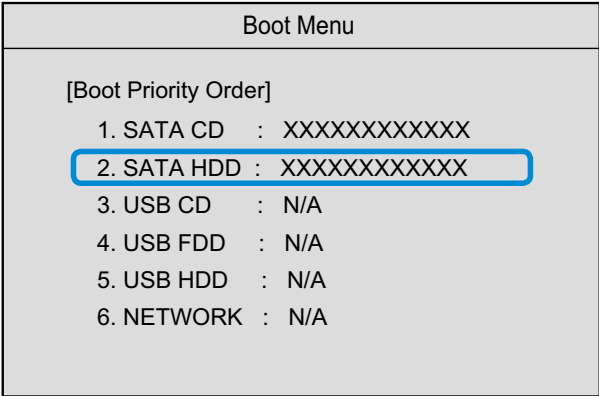 Boot Menu
[Boot Priority Order]
1. SATA CD : XXXXXXXXXXXX
2. SATA HDD : XXXXXXXXXXXX
3. USB CD : N/A
4. USB FDD : N/A
5. USB HDD : N/A
6. NETWORK : N/A